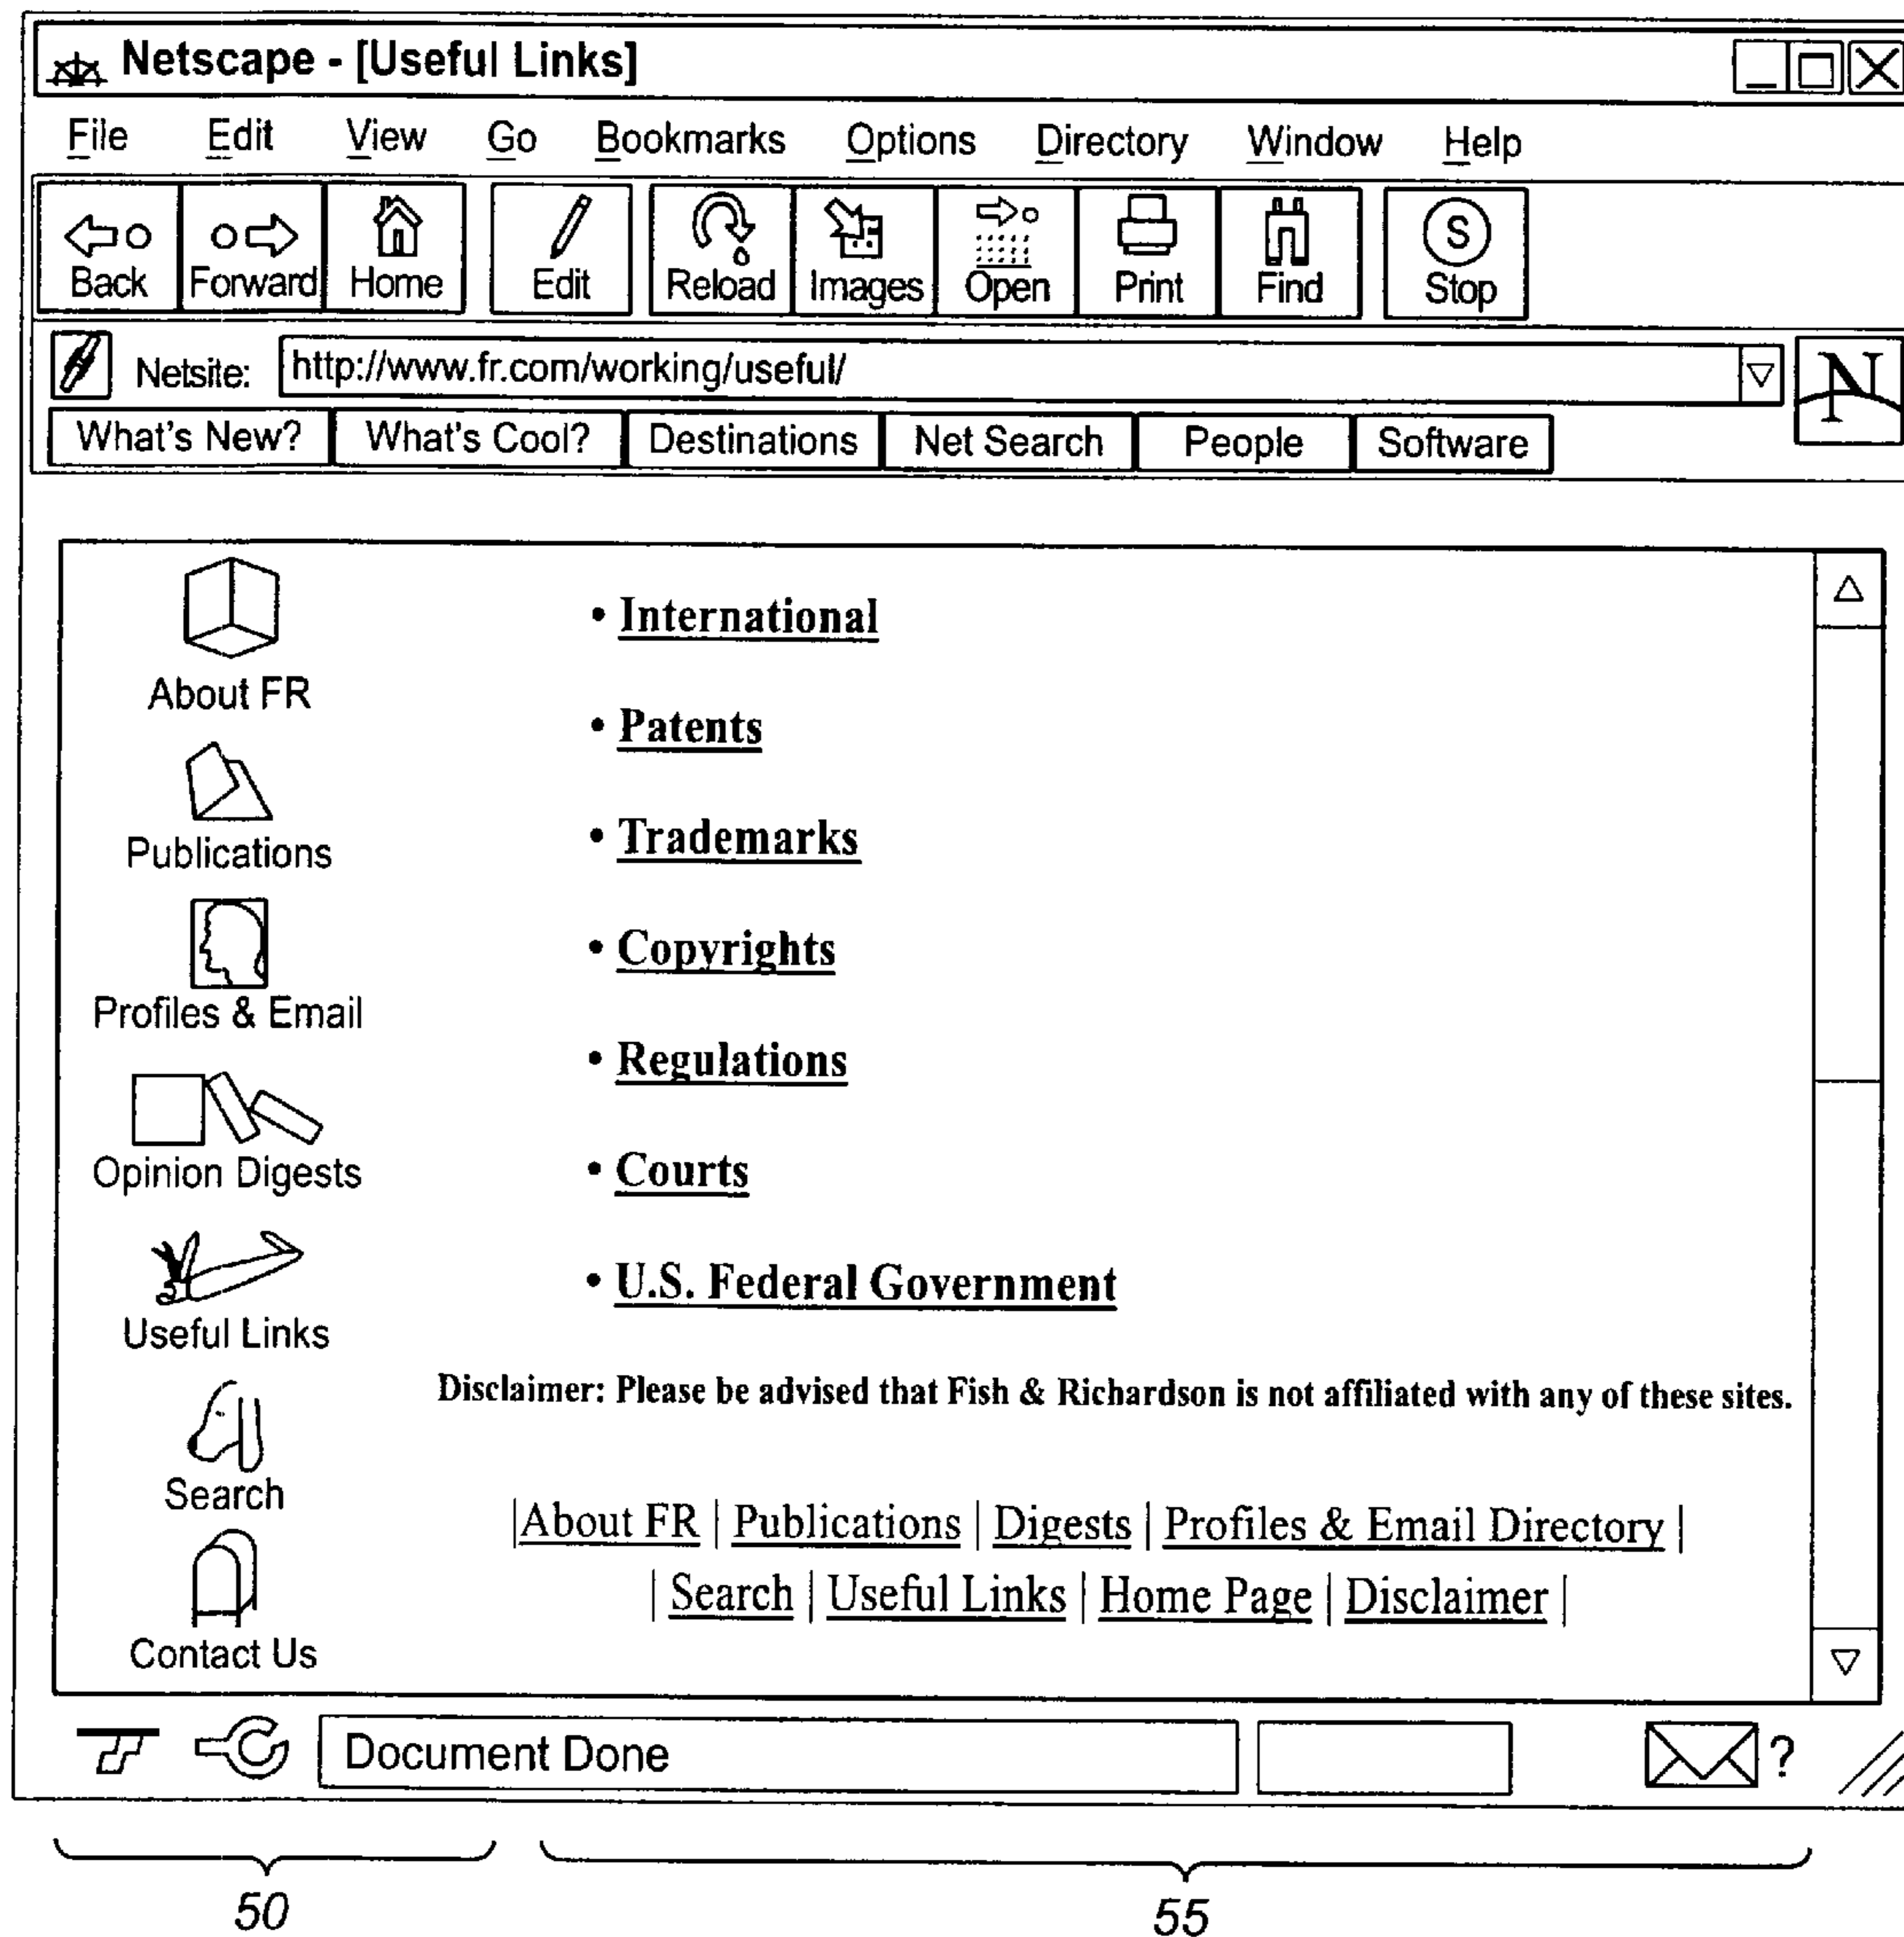 Netscape - [Useful Links]
File Edit View Go Bookmarks Options Directory Window Help
Back Forward Home Edit Reload Images Open Print Find S Stop
Netsite: http://www.fr.com/working/useful/ N
What's New? What's Cool? Destinations Net Search People Software
About FR
Publications
Profiles & Email
Opinion Digests
Useful Links
Search
Contact Us
• International
• Patents
• Trademarks
• Copyrights
• Regulations
• Courts
• U.S. Federal Government
Disclaimer: Please be advised that Fish & Richardson is not affiliated with any of these sites.
|About FR | Publications | Digests | Profiles & Email Directory |
| Search | Useful Links | Home Page | Disclaimer |
Document Done ?
50 55